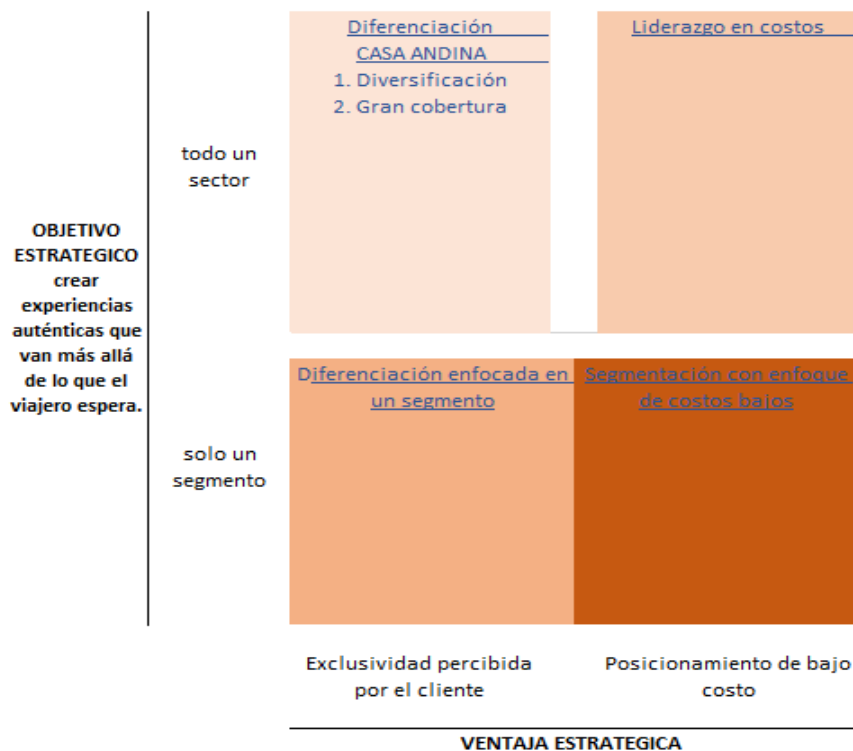 Diferenciación
CASA ANDINA
1. Diversificación
2. Gran cobertura
Liderazgo en costos
todo un
sector
OBJETIVO
ESTRATEGICO
crear
experiencias
auténticas que
van más allá
de lo que el
viajero espera.
Diferenciación enfocada en
un segmento
Segmentación con enfoque
de costos bajos
solo un
segmento
Exclusividad percibida
por el cliente
Posicionamiento de bajo
costo
VENTAJA ESTRATEGICA